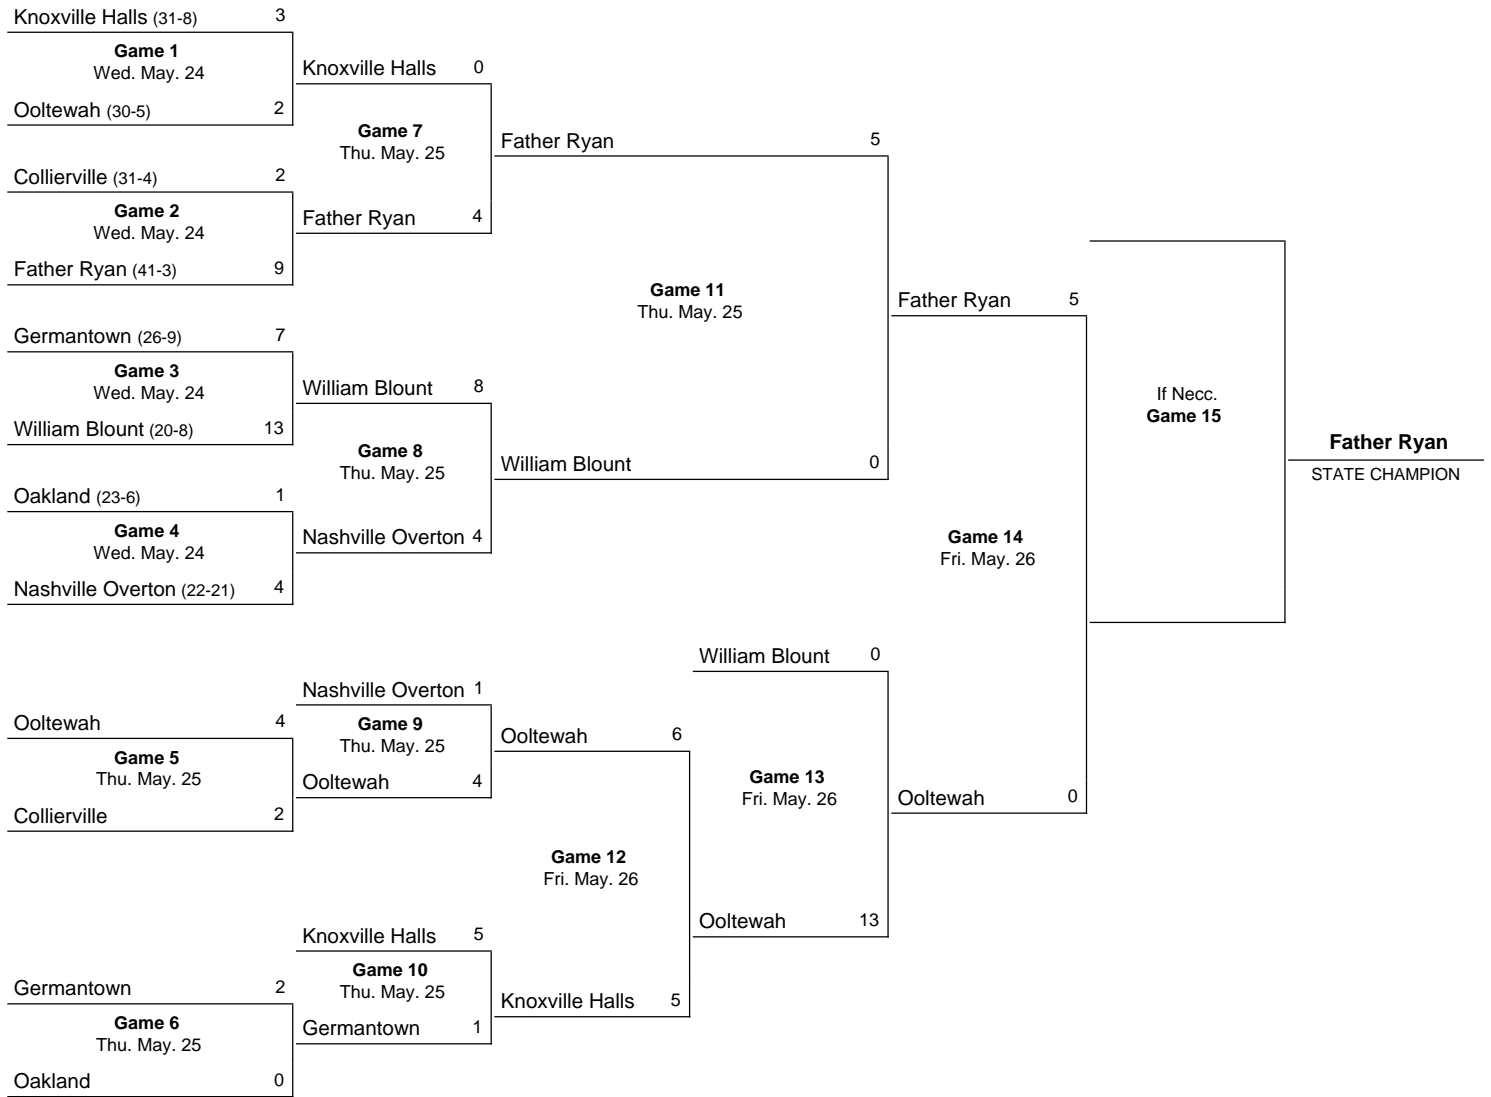 Knoxville Halls (31-8) 3
Game 1
Wed. May. 24
Ooltewah (30-5) 2
Collierville (31-4) 2
Game 2
Wed. May. 24
Father Ryan (41-3) 9
Germantown (26-9) 7
Game 3
Wed. May. 24
William Blount (20-8) 13
Oakland (23-6) 1
Game 4
Wed. May. 24
Nashville Overton (22-21) 4
Knoxville Halls 0
Game 7
Thu. May. 25
Father Ryan 4
William Blount 8
Game 8
Thu. May. 25
Nashville Overton 4
Father Ryan 5
Game 11
Thu. May. 25
William Blount 0
Father Ryan 5
Game 14
Fri. May. 26
Ooltewah 0
If Necc.
Game 15
Father Ryan
STATE CHAMPION
Ooltewah 4
Game 5
Thu. May. 25
Collierville 2
Germantown 2
Game 6
Thu. May. 25
Oakland 0
Nashville Overton 1
Game 9
Thu. May. 25
Ooltewah 4
Knoxville Halls 5
Game 10
Thu. May. 25
Germantown 1
Ooltewah 6
Game 12
Fri. May. 26
Knoxville Halls 5
William Blount 0
Game 13
Fri. May. 26
Ooltewah 13